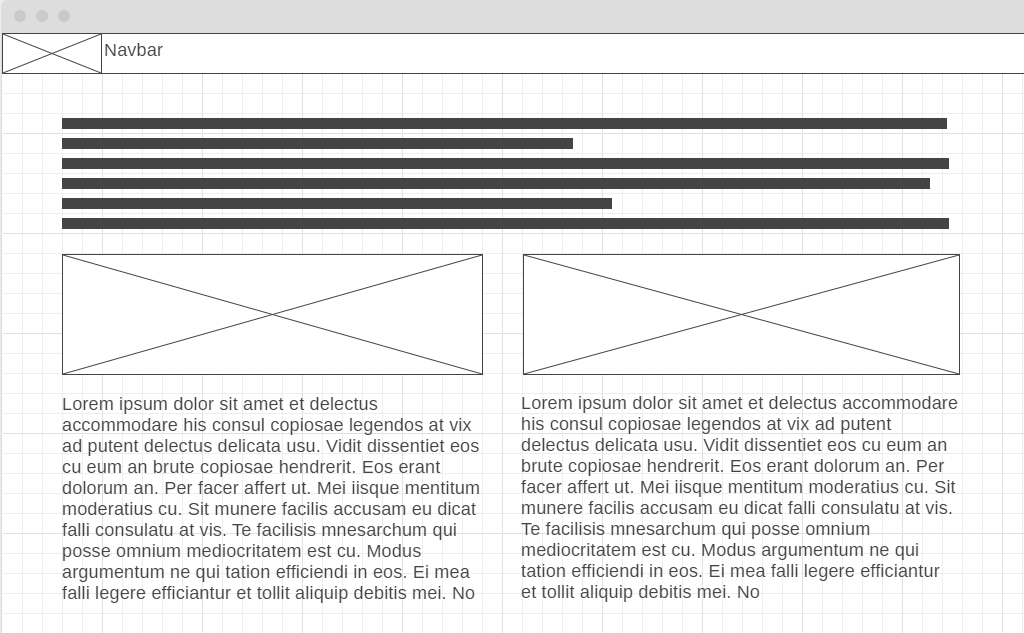 Navbar
Lorem ipsum dolor sit amet et delectus
accommodare his consul copiosae legendos at vix
ad putent delectus delicata usu. Vidit dissentiet eos
cu eum an brute copiosae hendrerit. Eos erant
dolorum an. Per facer affert ut. Mei iisque mentitum
moderatius cu. Sit munere facilis accusam eu dicat
falli consulatu at vis. Te facilisis mnesarchum qui
posse omnium mediocritatem est cu. Modus
argumentum ne qui tation efficiendi in eos. Ei mea
falli legere efficiantur et tollit aliquip debitis mei. No
Lorem ipsum dolor sit amet et delectus accommodare
his consul copiosae legendos at vix ad putent
delectus delicata usu. Vidit dissentiet eos cu eum an
brute copiosae hendrerit. Eos erant dolorum an. Per
facer affert ut. Mei iisque mentitum moderatius cu. Sit
munere facilis accusam eu dicat falli consulatu at vis.
Te facilisis mnesarchum qui posse omnium
mediocritatem est cu. Modus argumentum ne qui
tation efficiendi in eos. Ei mea falli legere efficiantur
et tollit aliquip debitis mei. No